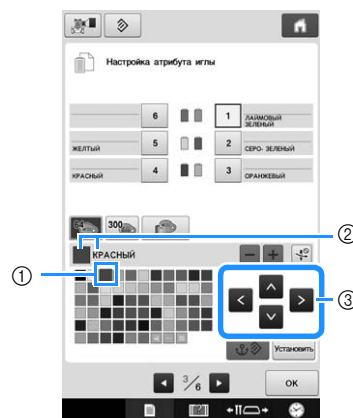 Настройка атрибута иглы
6 1 ЛАЙМОВЫЙ ЗЕЛЕНЫЙ
ЖЕЛТЫЙ 5 2 СЕРО- ЗЕЛЕНЫЙ
КРАСНЫЙ 4 3 ОРАНЖЕВЫЙ
64 300
②
КРАСНЫЙ
①
③
Установить
3/6 OK